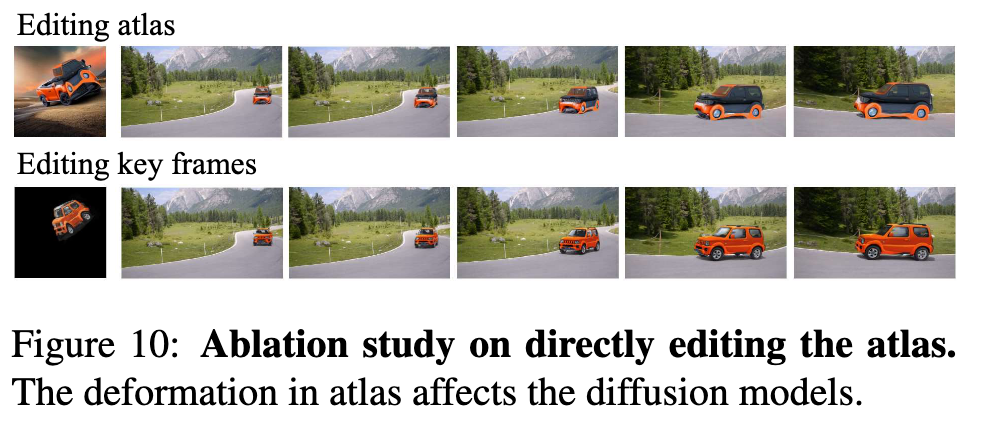 Editing atlas
Editing key frames
Figure 10: Ablation study on directly editing the atlas.
The deformation in atlas affects the diffusion models.